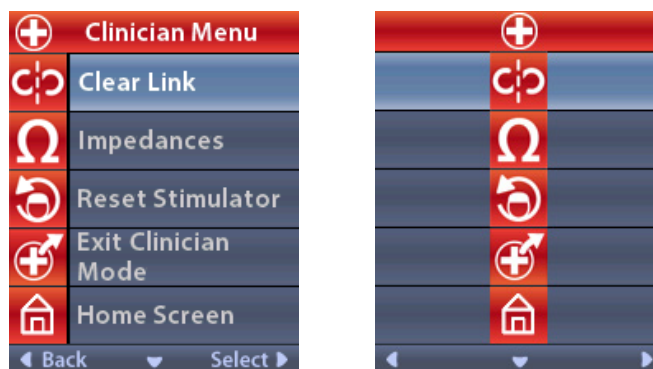 Clinician Menu
Clear Link
Impedances
Reset Stimulator
Exit Clinician
Mode
Home Screen
Back Select